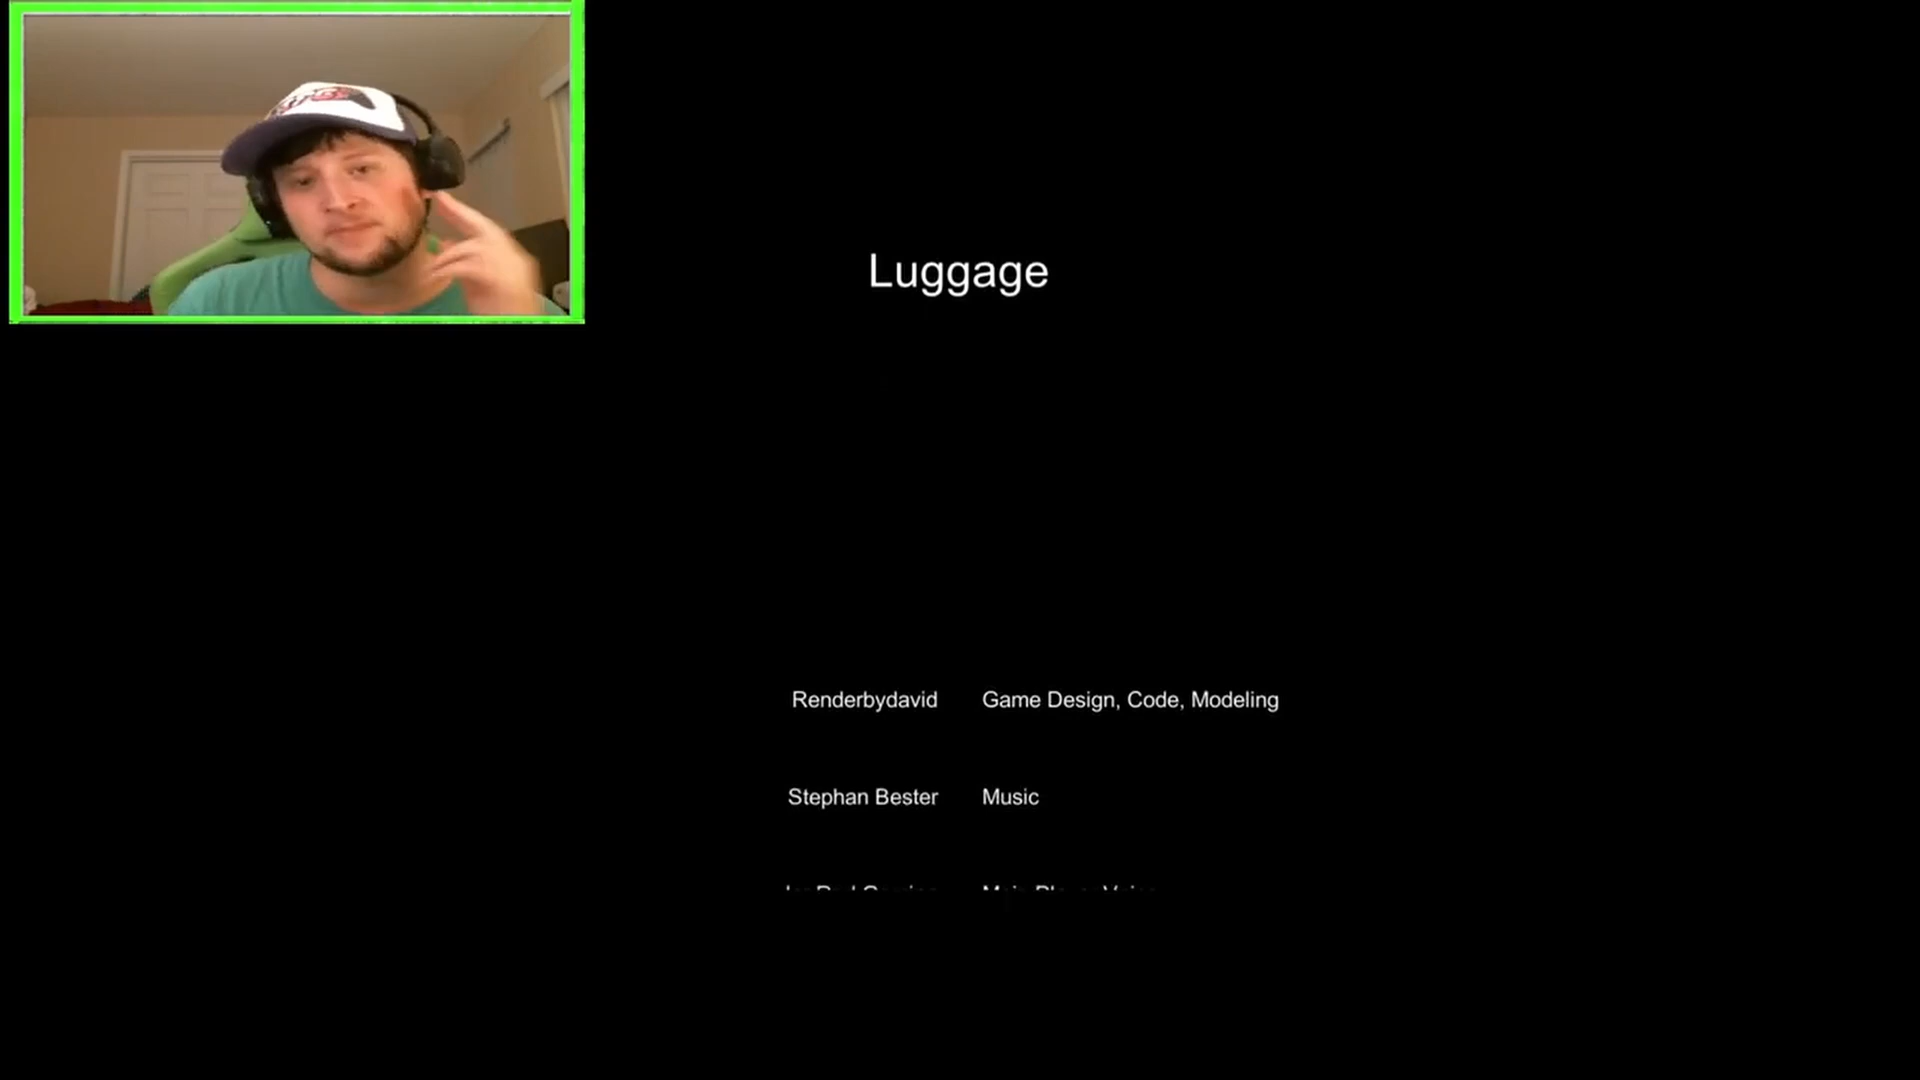 Luggage
Renderbydavid Game Design, Code, Modeling
Stephan Bester Music